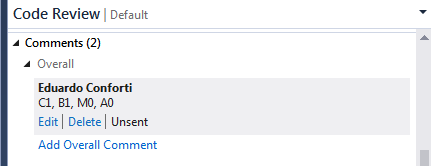 Code Review | Default
Comments (2)
Overall
Eduardo Conforti
C1, B1, M0, A0
Edit | Delete | Unsent
Add Overall Comment